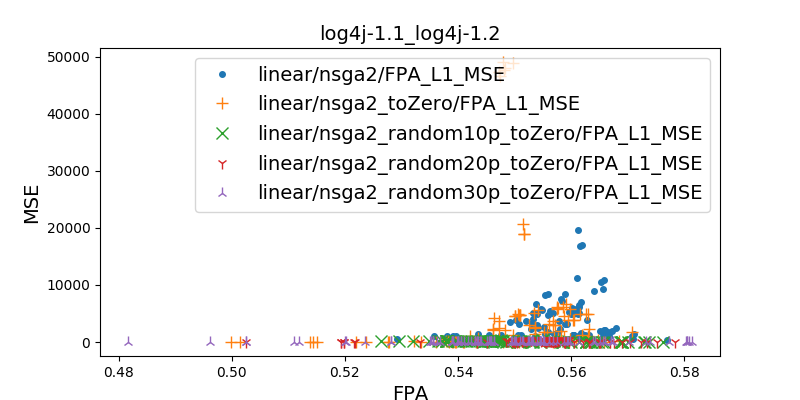 log4j-1.1_log4j-1.2
50000
40000
30000
20000
10000
0
MSE
linear/nsga2/FPA_L1_MSE
linear/nsga2_toZero/FPA_L1_MSE
linear/nsga2_random10p_toZero/FPA_L1_MSE
linear/nsga2_random20p_toZero/FPA_L1_MSE
linear/nsga2_random30p_toZero/FPA_L1_MSE
0.48 0.50 0.52 0.54 0.56 0.58
FPA